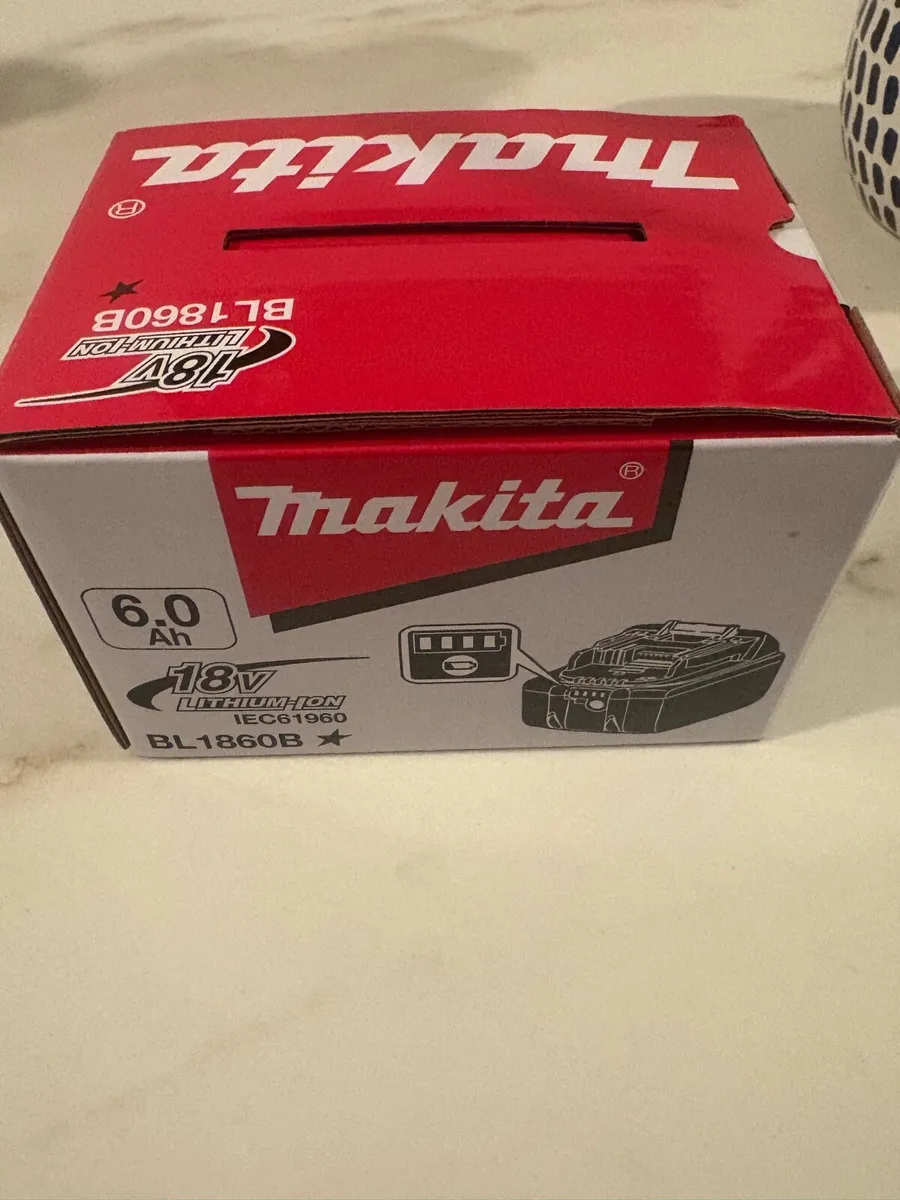 makita
®
★
BL1860B
18V
LITHIUM-ION
makita®
6.0
Ah
18V
LITHIUM-ION
IEC61960
BL1860B ★